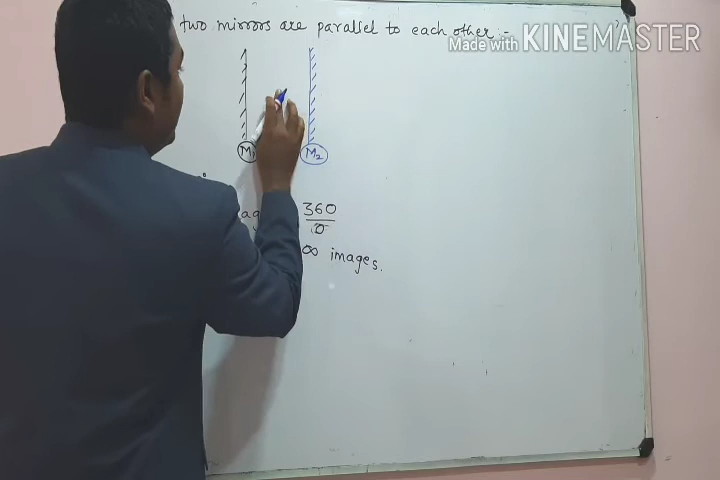 two mirrors are parallel to each other :-
Made with KINEMASTER
M1 M2
360
0
∞ images.